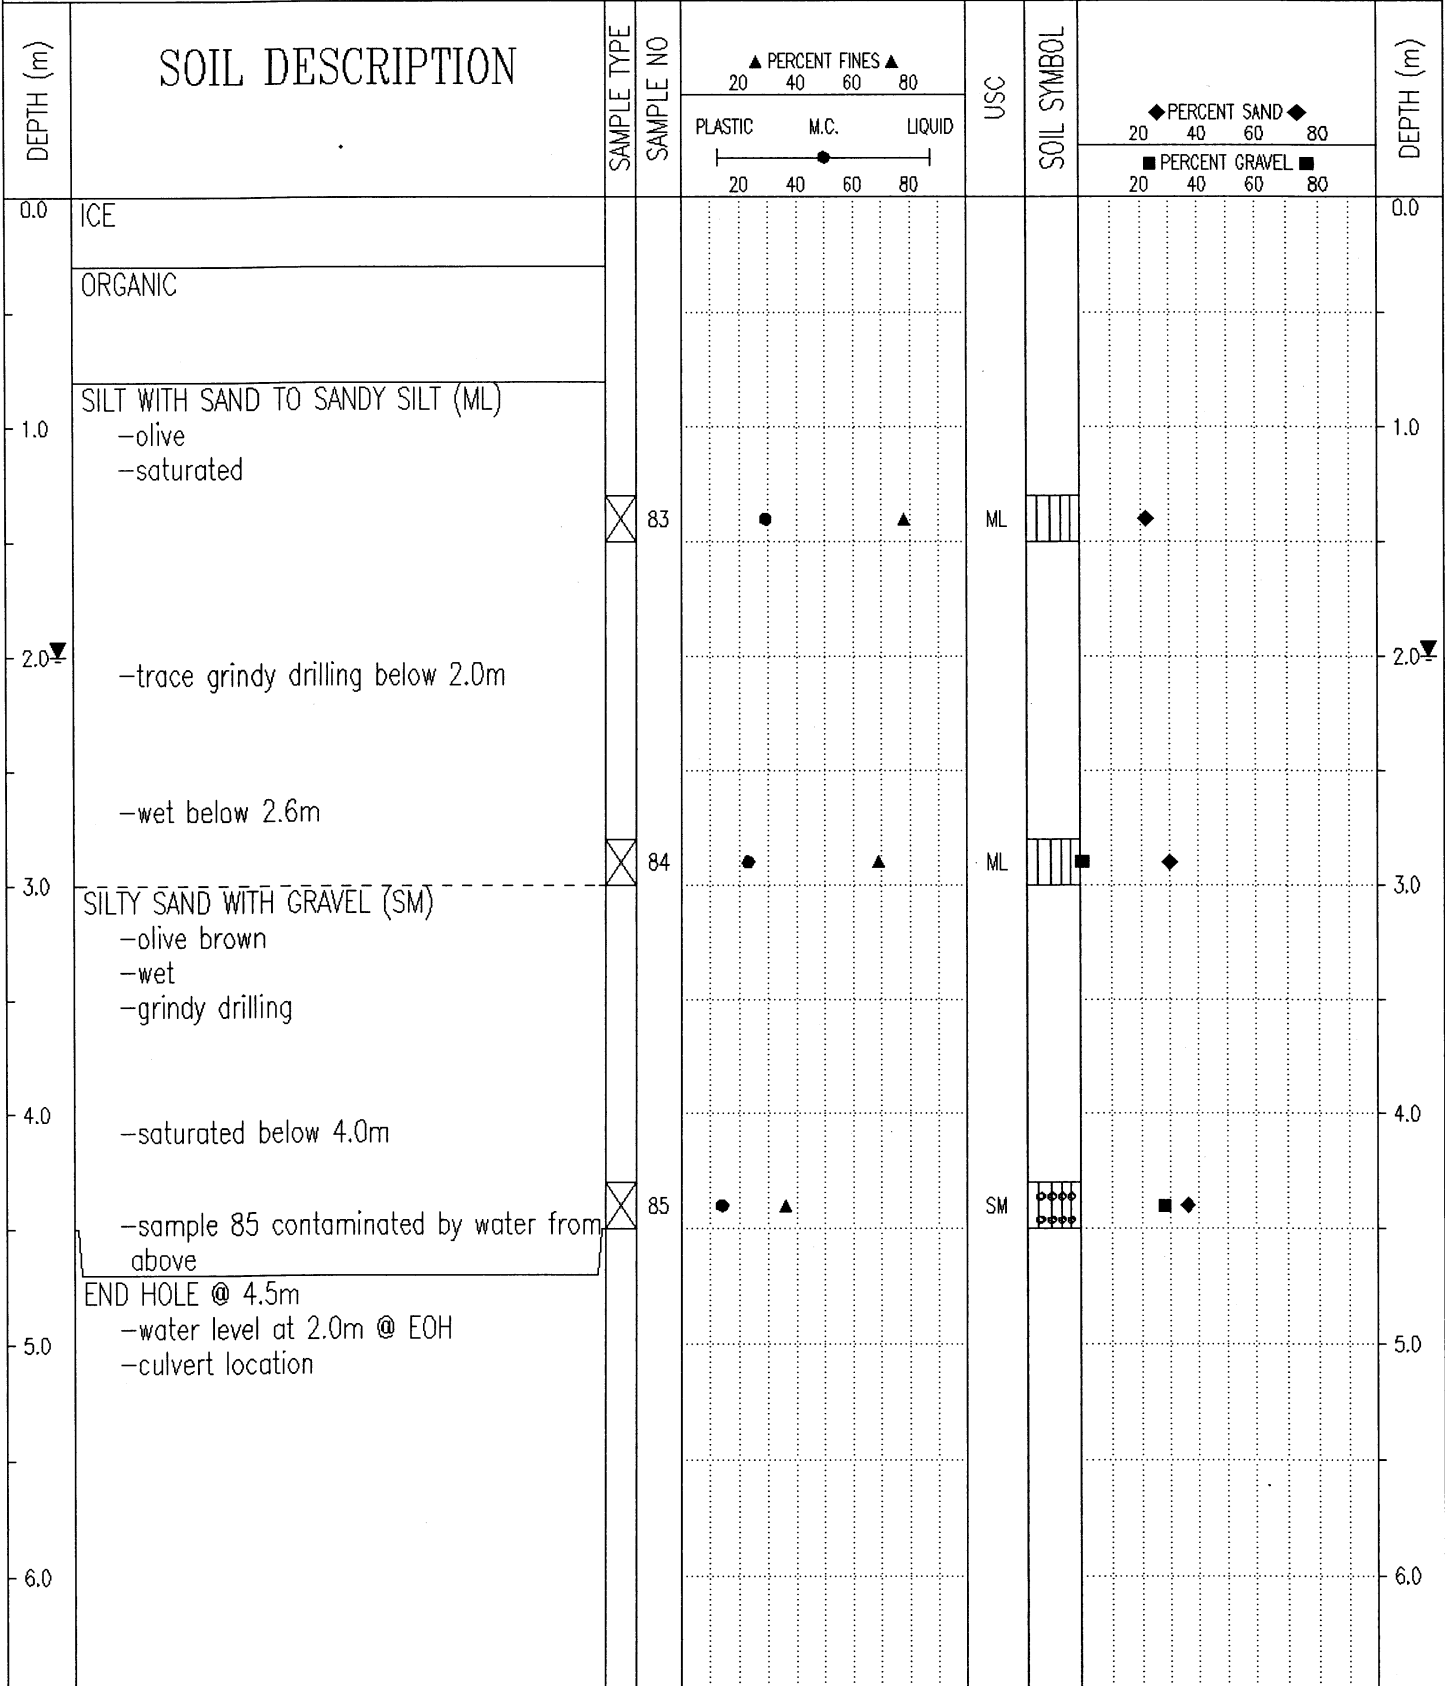 DEPTH (m)
SOIL DESCRIPTION
SAMPLE TYPE
SAMPLE NO
▲ PERCENT FINES ▲
20 40 60 80
PLASTIC M.C. LIQUID
20 40 60 80
USC
SOIL SYMBOL
◆ PERCENT SAND ◆
20 40 60 80
■ PERCENT GRAVEL ■
20 40 60 80
DEPTH (m)
0.0 0.0
ICE
ORGANIC
SILT WITH SAND TO SANDY SILT (ML)
1.0 1.0
-olive
-saturated
83 ML
2.0 2.0
-trace grindy drilling below 2.0m
-wet below 2.6m
84 ML
3.0 3.0
SILTY SAND WITH GRAVEL (SM)
-olive brown
-wet
-grindy drilling
4.0 4.0
-saturated below 4.0m
85 SM
-sample 85 contaminated by water from
above
END HOLE @ 4.5m
-water level at 2.0m @ EOH
5.0 5.0
-culvert location
6.0 6.0